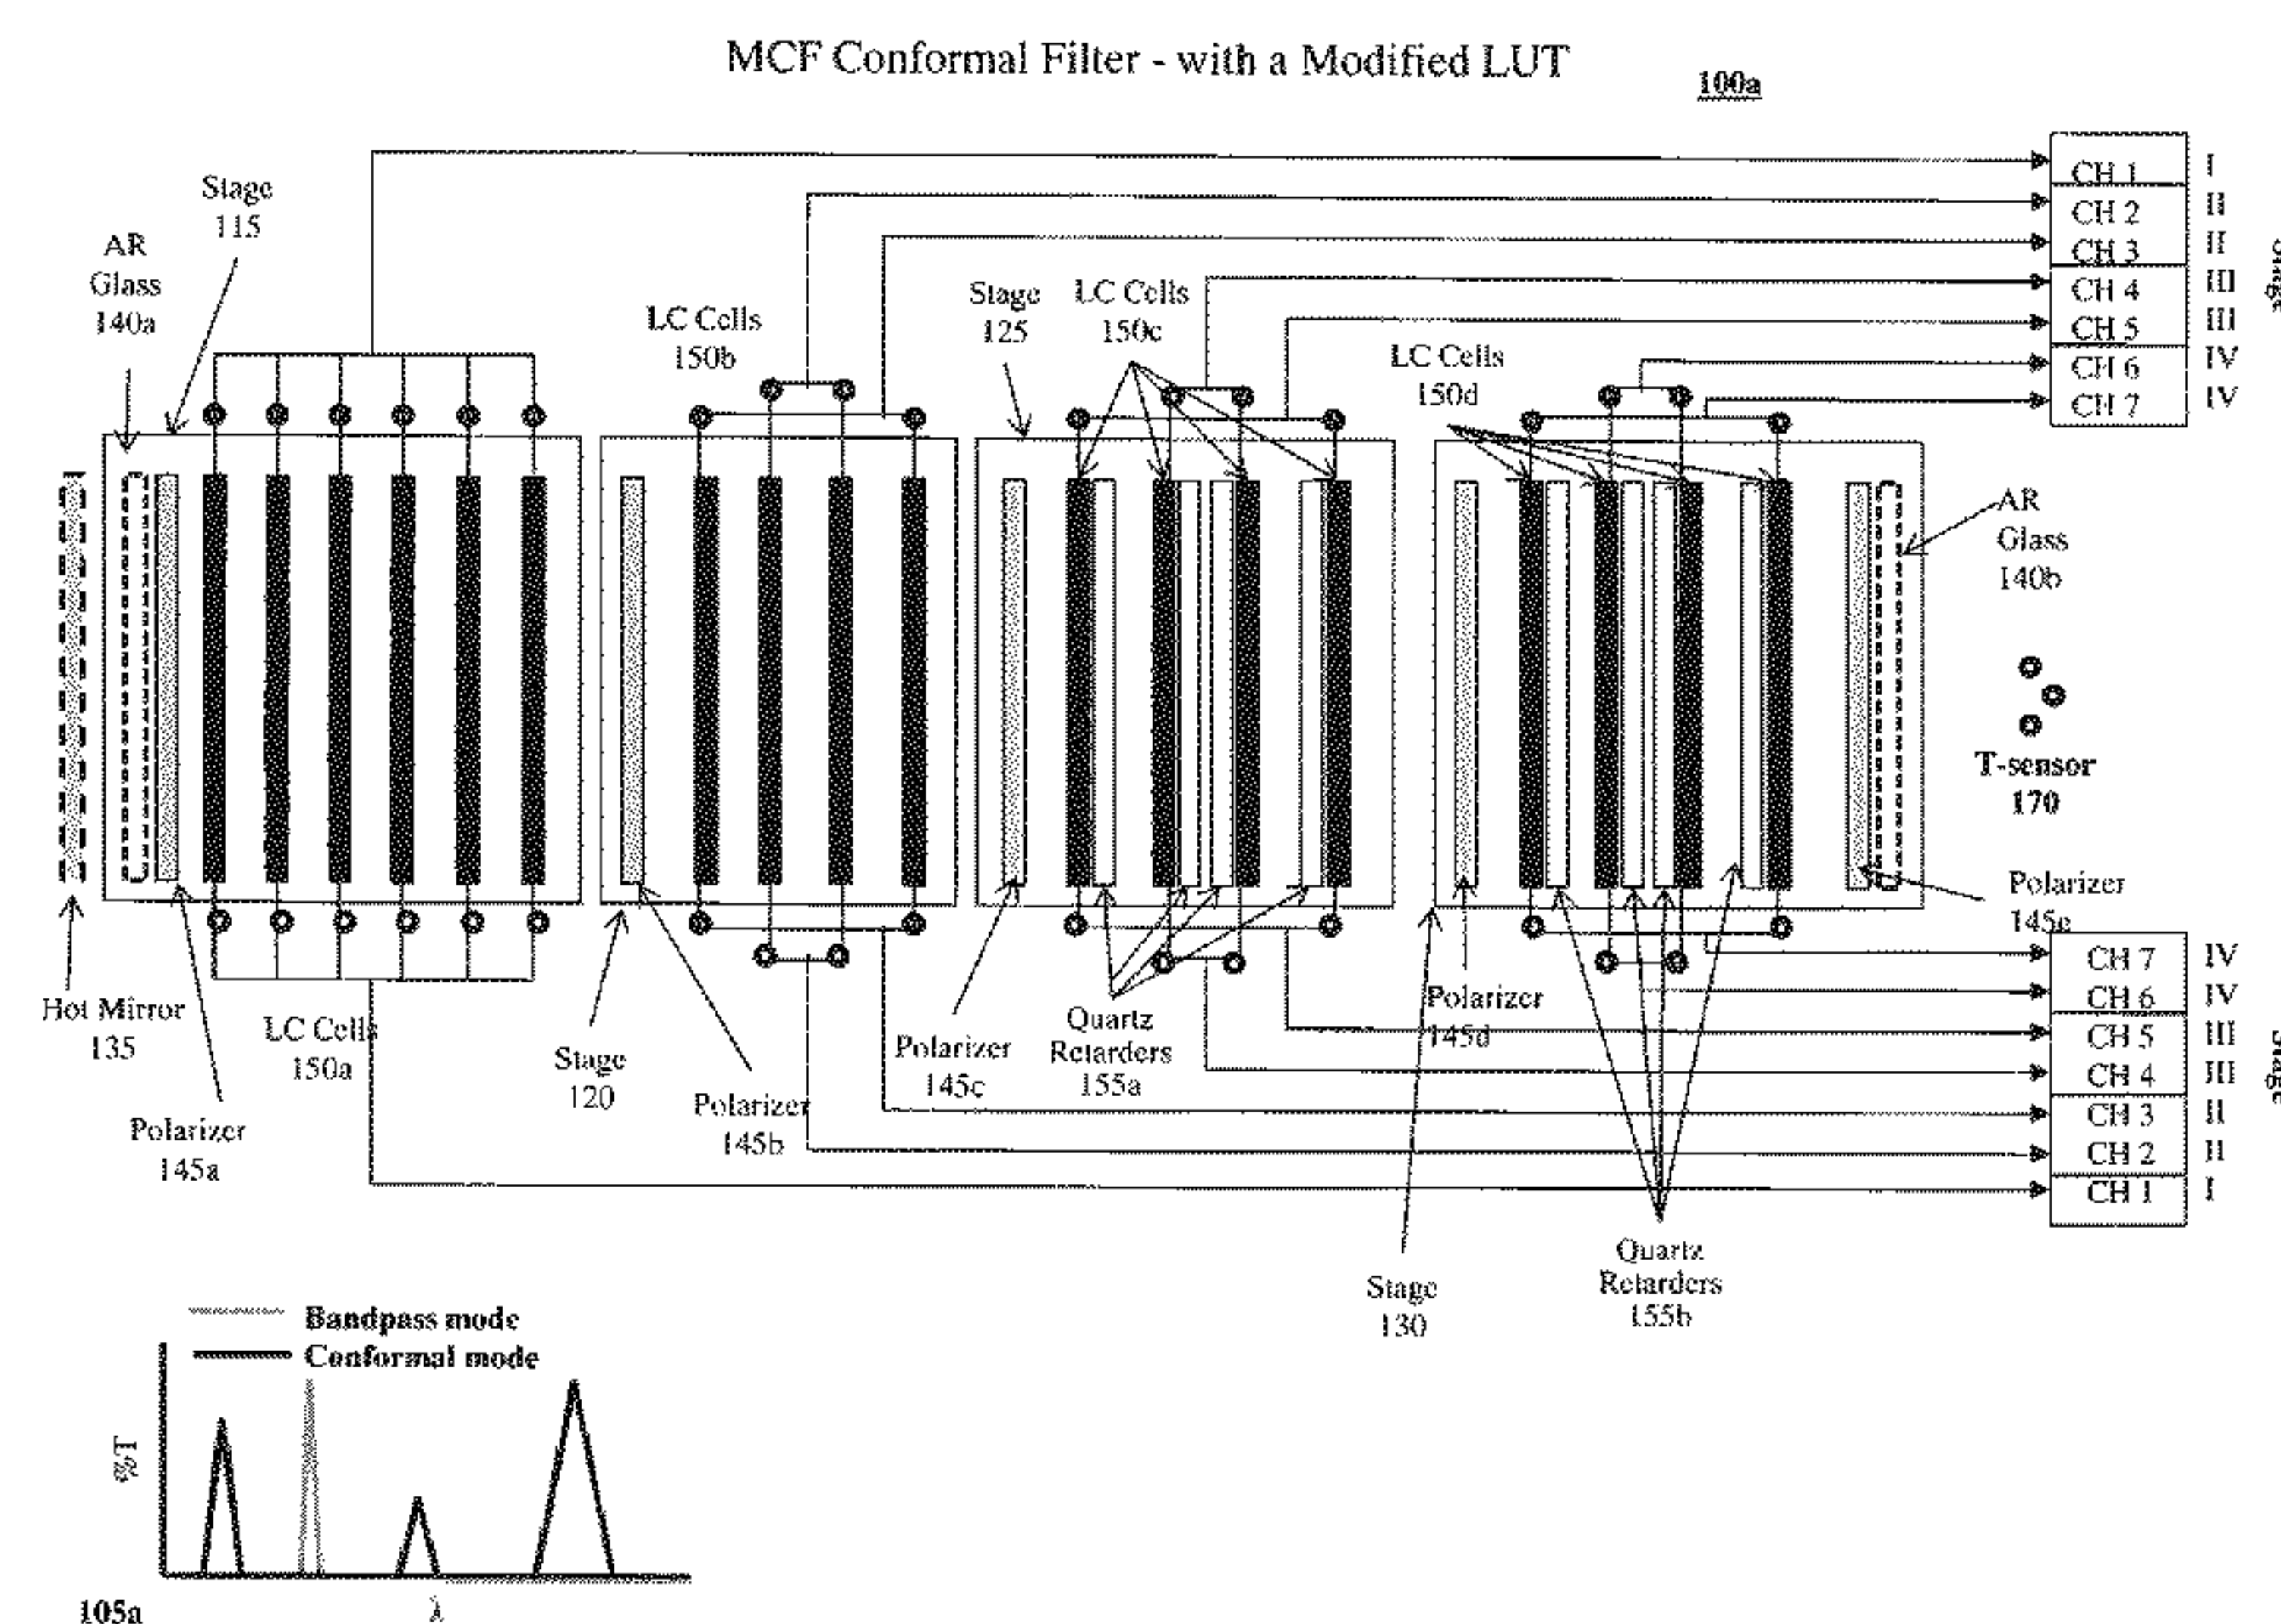 MCF Conformal Filter - with a Modified LUT
100a
Stage
115
AR
Glass
140a
LC Cells
150b
Stage
125
LC Cells
150c
LC Cells
150d
CH 1 I
CH 2 II
CH 3 II
CH 4 III
CH 5 III
CH 6 IV
CH 7 IV
Stage
AR
Glass
140b
T-sensor
170
Polarizer
145e
Hot Mirror
135
LC Cells
150a
Polarizer
145a
Stage
120
Polarizer
145b
Polarizer
145c
Quartz
Retarders
155a
Polarizer
145d
Stage
130
Quartz
Retarders
155b
CH 7 IV
CH 6 IV
CH 5 III
CH 4 III
CH 3 II
CH 2 II
CH 1 I
Stage
Bandpass mode
Conformal mode
%T
λ
105a